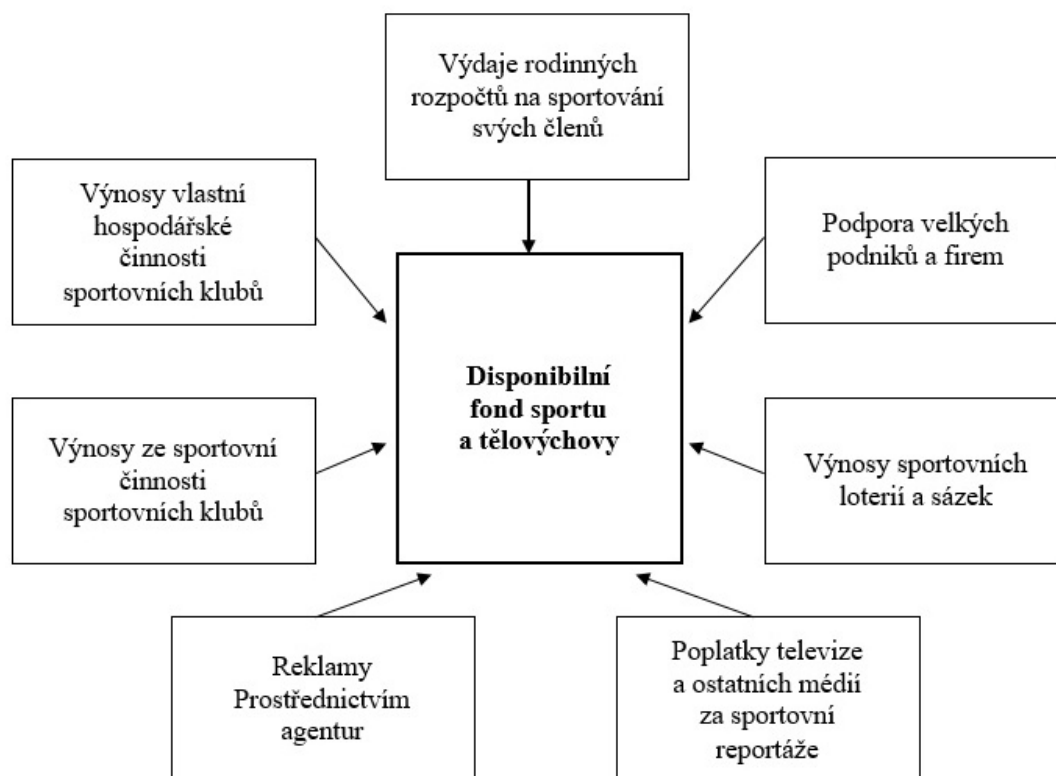 Výdaje rodinných
rozpočtů na sportování
svých členů
Výnosy vlastní
hospodářské
činnosti
sportovních klubů
Podpora velkých
podniků a firem
Disponibilní
fond sportu
a tělovýchovy
Výnosy ze sportovní
činnosti
sportovních klubů
Výnosy sportovních
loterií a sázek
Reklamy
Prostřednictvím
agentur
Poplatky televize
a ostatních médií
za sportovní
reportáže